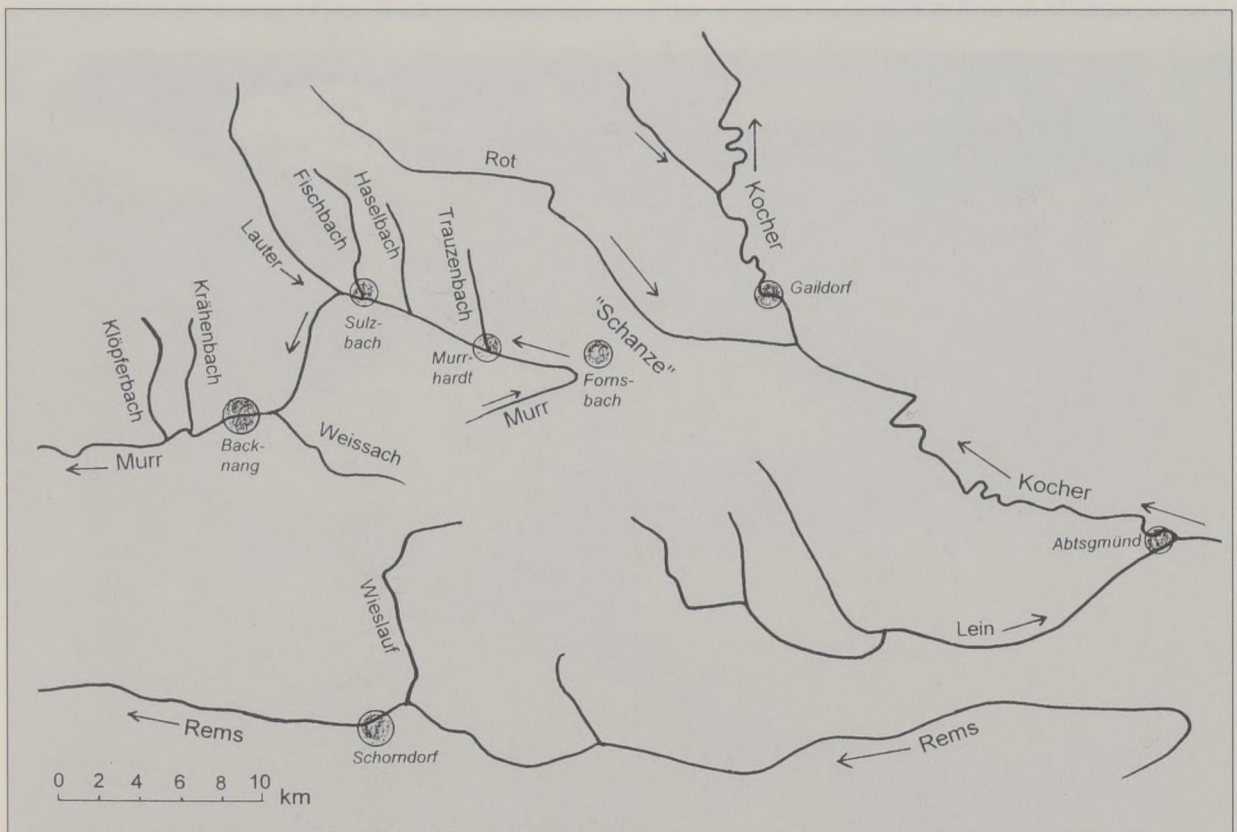 Rot
Fischbach
Haselbach
Trauzenbach
Lauter
Kocher
Gaildorf
"Schanze"
Krähenbach
Klöpferbach
Sulz-
bach
Murr-
hardt
Forns-
bach
Murr
Back-
nang
Weissach
Murr
Kocher
Abtsgmünd
Wieslauf
Lein
Rems
Rems
Schorndorf
0 2 4 6 8 10 km